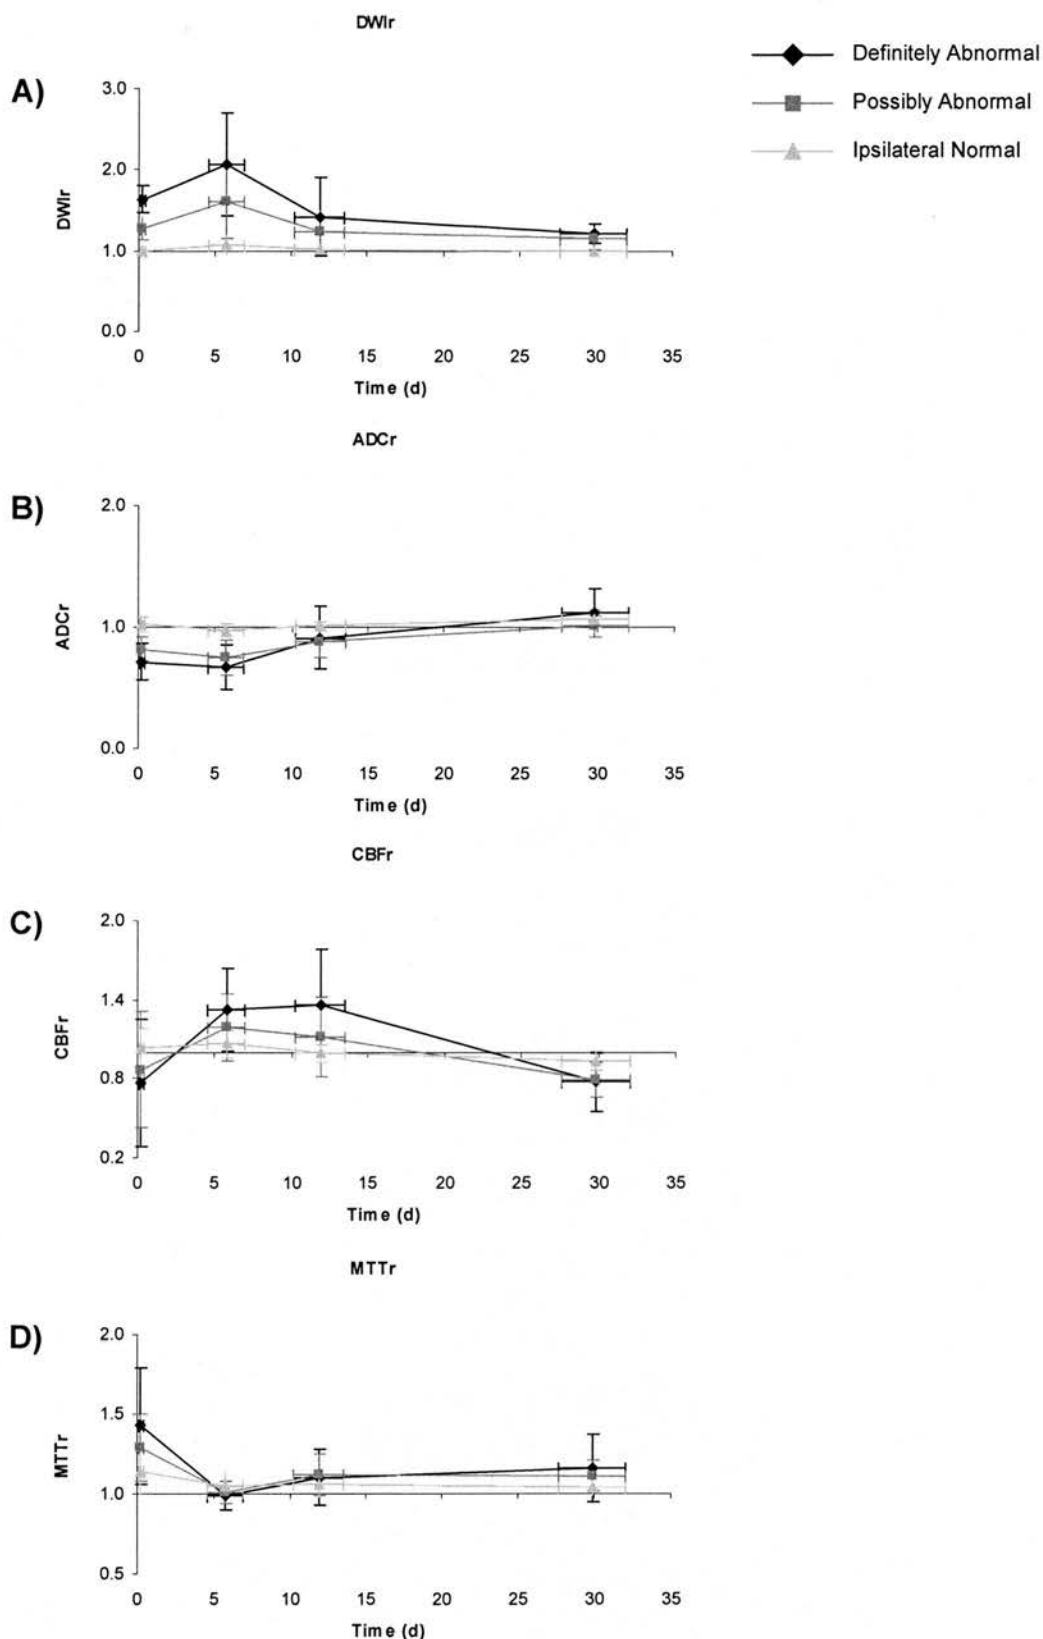 DWIr
Definitely Abnormal
Possibly Abnormal
Ipsilateral Normal
A)
3.0
2.0
1.0
0.0
DWIr
0 5 10 15 20 25 30 35
Time (d)
ADCr
B)
2.0
1.0
0.0
ADCr
0 5 10 15 20 25 30 35
Time (d)
CBFr
C)
2.0
1.4
0.8
0.2
CBFr
0 5 10 15 20 25 30 35
Time (d)
MTTr
D)
2.0
1.5
1.0
0.5
MTTr
0 5 10 15 20 25 30 35
Time (d)